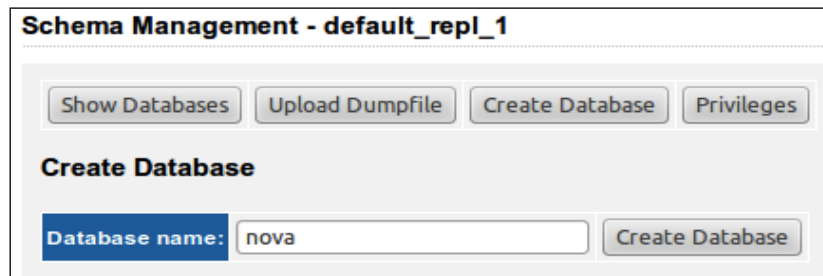 Schema Management - default_repl_1
Show Databases Upload Dumpfile Create Database Privileges
Create Database
Database name: nova Create Database